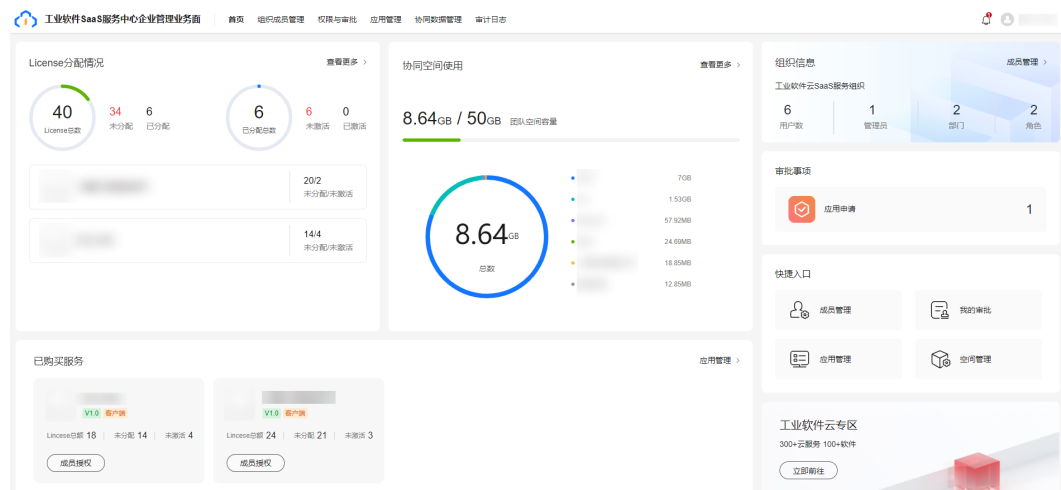 工业软件SaaS服务中心企业管理业务面 首页 组织成员管理 权限与审批 应用管理 协同数据管理 审计日志
License分配情况 查看更多 >
40 License总数 34 未分配 6 已分配
6 已分配总数 6 未激活 0 已激活
20/2
未分配/未激活
14/4
未分配/未激活
协同空间使用 查看更多 >
8.64GB / 50GB 团队空间容量
8.64GB
总数
7GB
1.53GB
57.92MB
24.69MB
18.85MB
12.85MB
组织信息 成员管理 >
工业软件云SaaS服务组织
6 1 2 2
用户数 管理员 部门 角色
审批事项
应用申请 1
快捷入口
成员管理 我的审批
应用管理 空间管理
已购买服务 应用管理 >
V1.0 客户端
Lincese总额 18 | 未分配 14 | 未激活 4
成员授权
V1.0 客户端
Lincese总额 24 | 未分配 21 | 未激活 3
成员授权
工业软件云专区
300+云服务 100+软件
立即前往